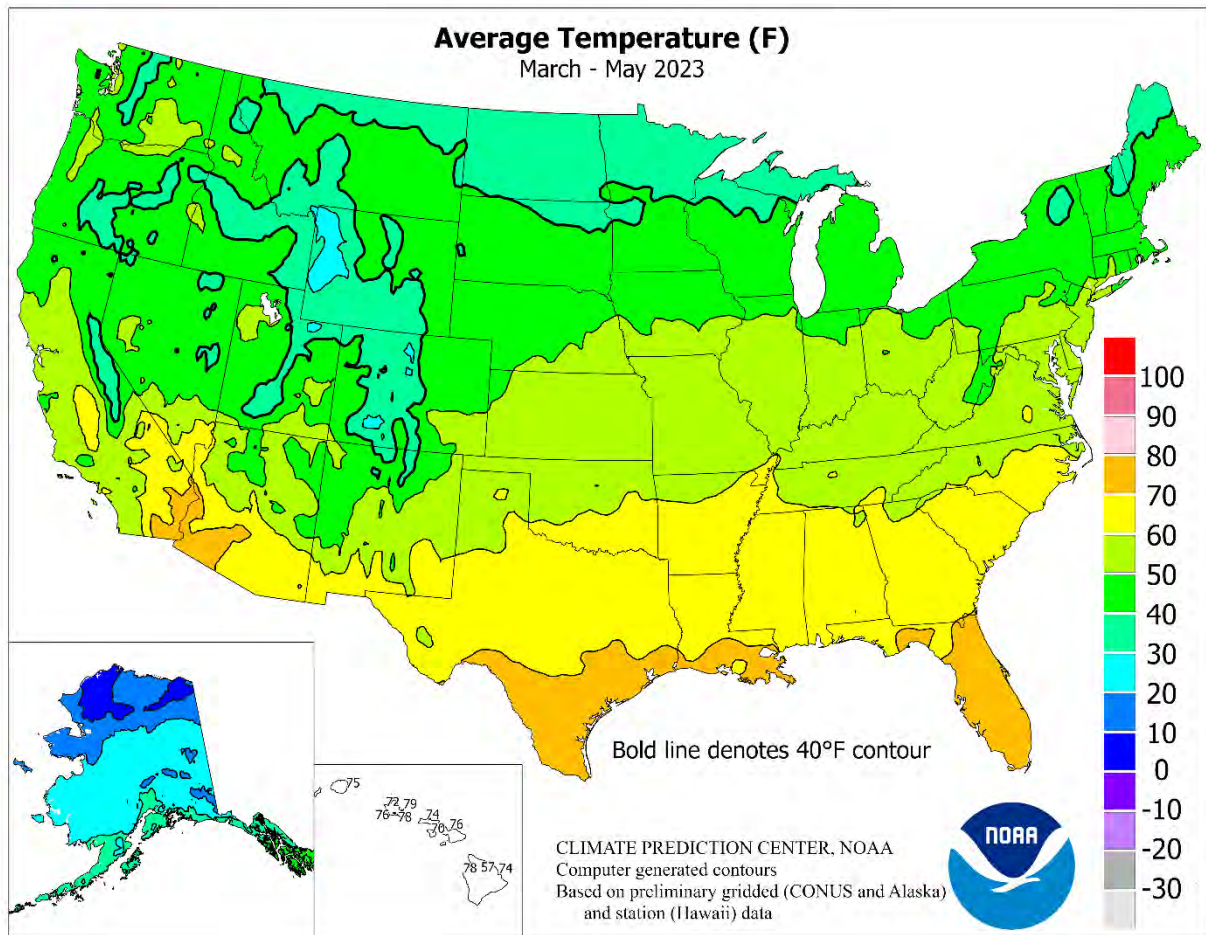 Average Temperature (F)
March - May 2023
100
90
80
70
60
50
40
30
20
10
0
-10
-20
-30
Bold line denotes 40°F contour
75
72
79
76
78
74
76
76
78 57 74
CLIMATE PREDICTION CENTER, NOAA
Computer generated contours
Based on preliminary gridded (CONUS and Alaska)
and station (Hawaii) data
NOAA